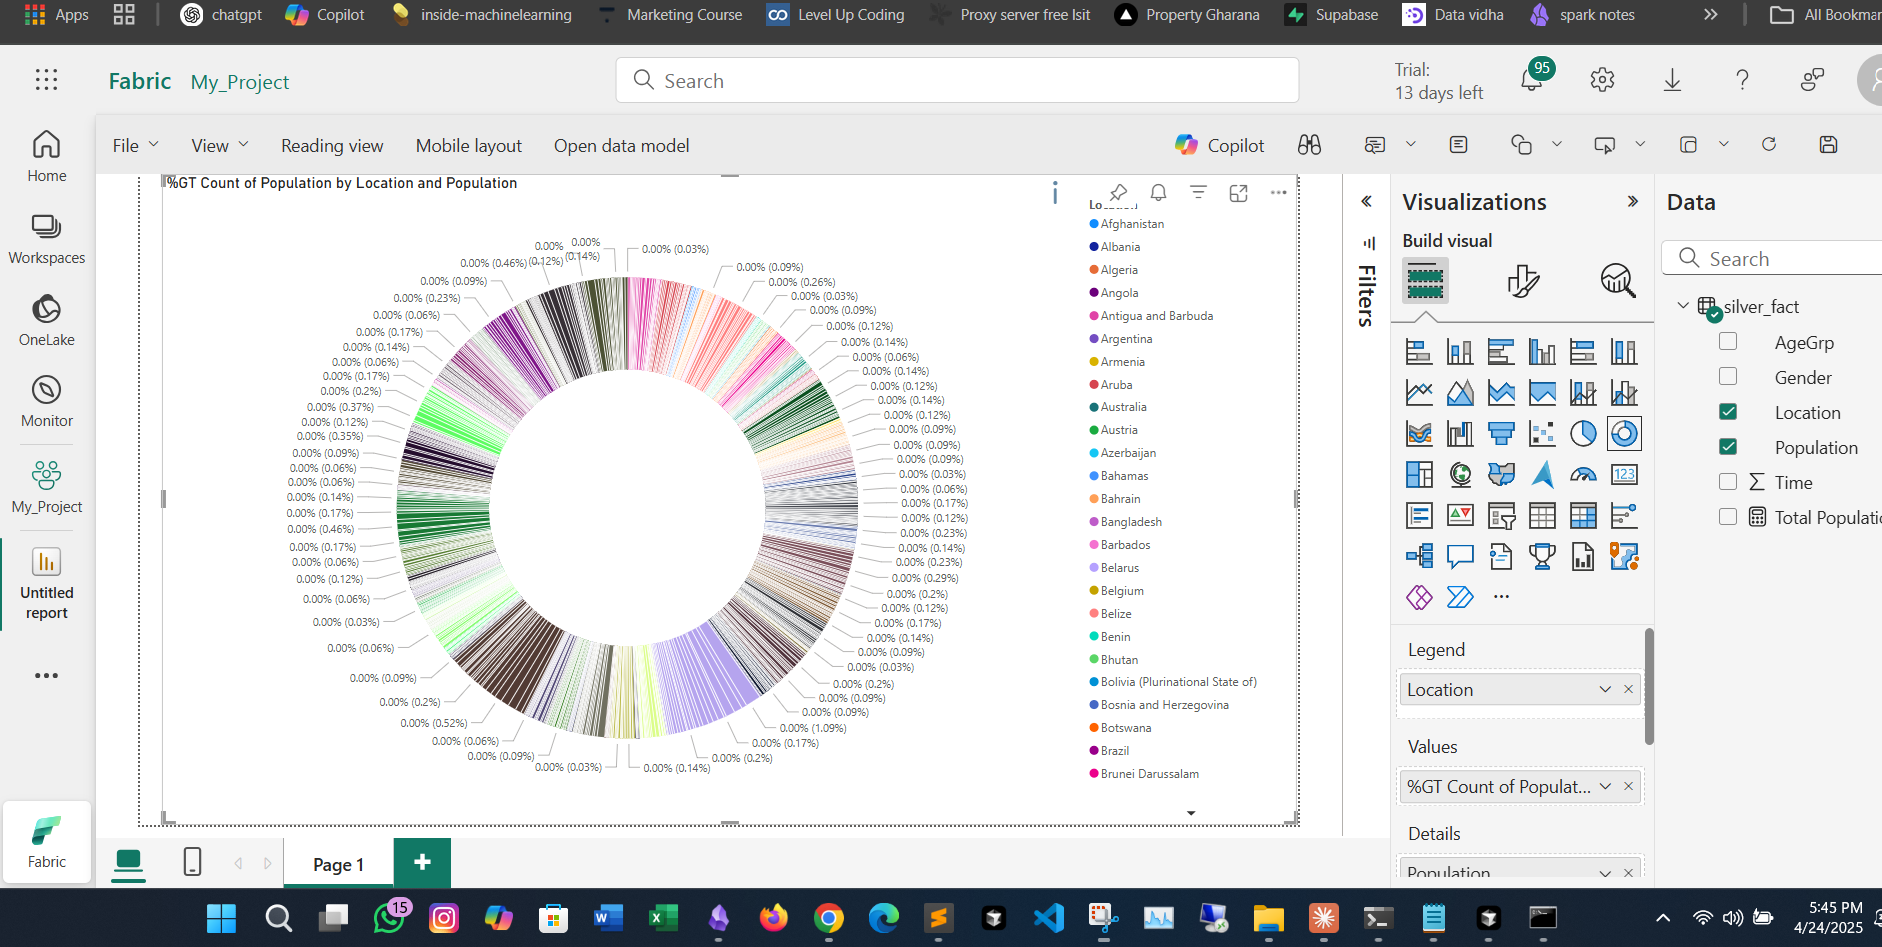 Apps
chatgpt
Copilot
inside-machinelearning
Marketing Course
Level Up Coding
Proxy server free Isit
Property Gharana
Supabase
Data vidha
spark notes
All Bookmar
Fabric My_Project
Search
Trial:
13 days left
95
Home
Workspaces
OneLake
Monitor
My_Project
Untitled
report
Fabric
File
View
Reading view
Mobile layout
Open data model
Copilot
%GT Count of Population by Location and Population
0.00% (0.03%)
0.00% (0.09%)
0.00% (0.26%)
0.00% (0.03%)
0.00% (0.09%)
0.00% (0.12%)
0.00% (0.14%)
0.00% (0.06%)
0.00% (0.14%)
0.00% (0.12%)
0.00% (0.14%)
0.00% (0.12%)
0.00% (0.09%)
0.00% (0.09%)
0.00% (0.09%)
0.00% (0.03%)
0.00% (0.06%)
0.00% (0.17%)
0.00% (0.12%)
0.00% (0.23%)
0.00% (0.14%)
0.00% (0.23%)
0.00% (0.29%)
0.00% (0.2%)
0.00% (0.12%)
0.00% (0.17%)
0.00% (0.14%)
0.00% (0.09%)
0.00% (0.03%)
0.00% (0.2%)
0.00% (0.09%)
0.00% (0.09%)
0.00% (1.09%)
0.00% (0.17%)
0.00% (0.2%)
0.00% (0.14%)
0.00% (0.03%)
0.00% (0.09%)
0.00% (0.06%)
0.00% (0.52%)
0.00% (0.2%)
0.00% (0.09%)
0.00% (0.06%)
0.00% (0.03%)
0.00% (0.06%)
0.00% (0.12%)
0.00% (0.06%)
0.00% (0.17%)
0.00% (0.46%)
0.00% (0.17%)
0.00% (0.14%)
0.00% (0.06%)
0.00% (0.06%)
0.00% (0.09%)
0.00% (0.35%)
0.00% (0.12%)
0.00% (0.37%)
0.00% (0.2%)
0.00% (0.17%)
0.00% (0.06%)
0.00% (0.14%)
0.00% (0.17%)
0.00% (0.06%)
0.00% (0.23%)
0.00% (0.09%)
0.00% (0.46%)
0.00%
(0.12%)
0.00%
(0.14%)
Location
Afghanistan
Albania
Algeria
Angola
Antigua and Barbuda
Argentina
Armenia
Aruba
Australia
Austria
Azerbaijan
Bahamas
Bahrain
Bangladesh
Barbados
Belarus
Belgium
Belize
Benin
Bhutan
Bolivia (Plurinational State of)
Bosnia and Herzegovina
Botswana
Brazil
Brunei Darussalam
Filters
Visualizations
Build visual
123
Legend
Location
Values
%GT Count of Populat...
Details
Population
Data
Search
silver_fact
AgeGrp
Gender
Location
Population
Time
Total Populati
Page 1
15
5:45 PM
4/24/2025